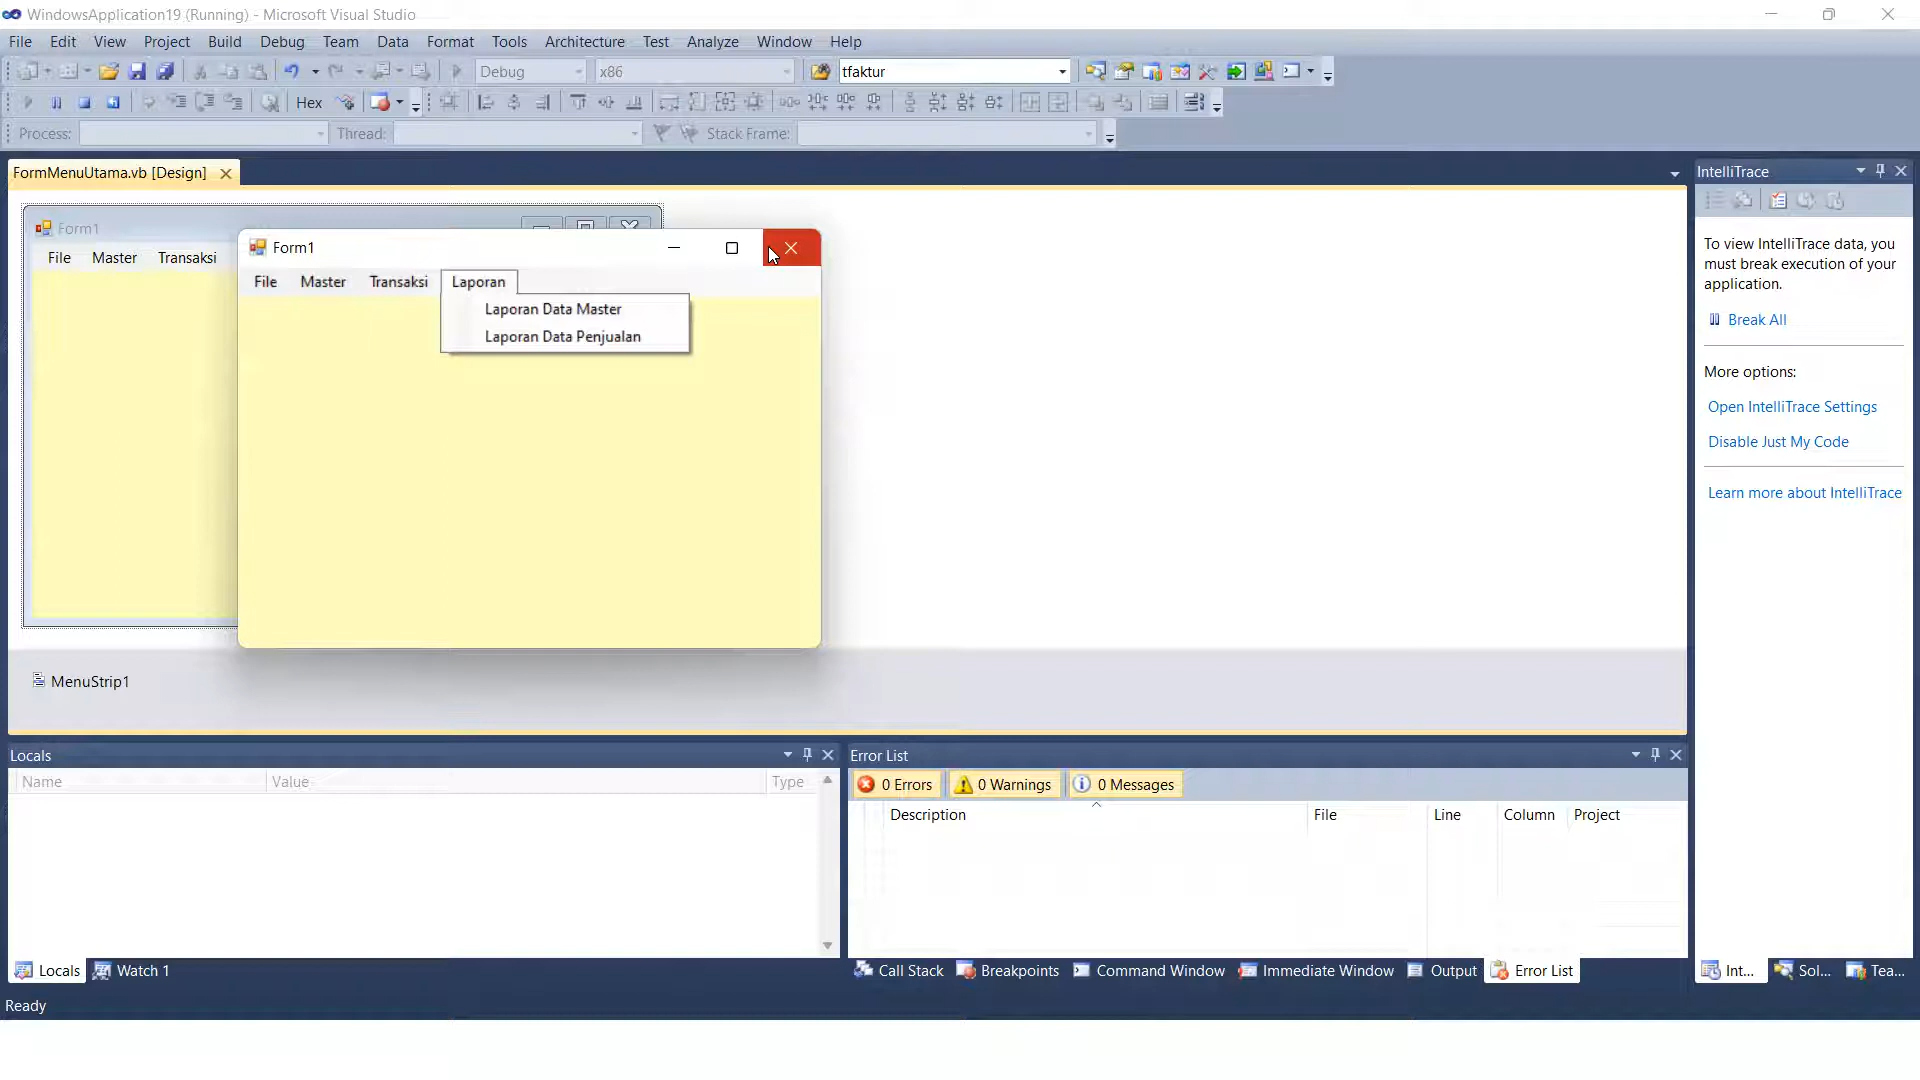 WindowsApplication19 (Running) - Microsoft Visual Studio
File Edit View Project Build Debug Team Data Format Tools Architecture Test Analyze Window Help
Debug x86 tfaktur
Hex
Process: Thread: Stack Frame:
FormMenuUtama.vb [Design]
Form1
File Master Transaksi
Form1
File Master Transaksi Laporan
Laporan Data Master
Laporan Data Penjualan
MenuStrip1
IntelliTrace
To view IntelliTrace data, you
must break execution of your
application.
Break All
More options:
Open IntelliTrace Settings
Disable Just My Code
Learn more about IntelliTrace
Locals
Name Value Type
Locals Watch 1
Error List
0 Errors 0 Warnings 0 Messages
Description File Line Column Project
Call Stack Breakpoints Command Window Immediate Window Output Error List
Int... Sol... Tea...
Ready